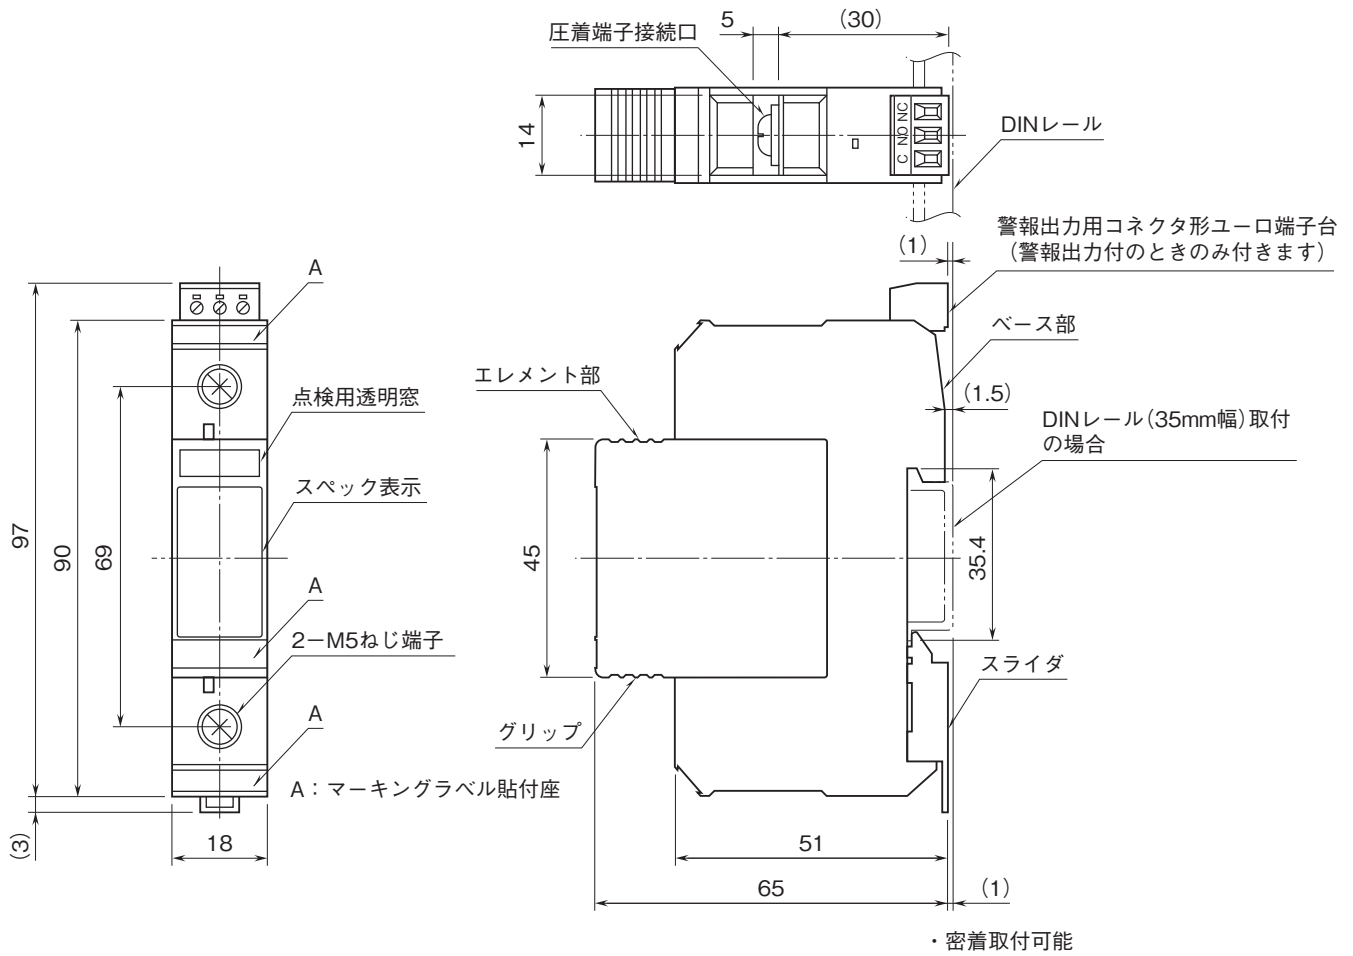 圧着端子接続口
5
(30)
14
C NO NC
DINレール
警報出力用コネクタ形ユーロ端子台
(警報出力付のときのみ付きます)
(1)
A
ベース部
エレメント部
(1.5)
点検用透明窓
DINレール(35mm幅)取付
の場合
スペック表示
97
90
69
45
35.4
A
2−M5ねじ端子
スライダ
A
グリップ
A：マーキングラベル貼付座
(3)
18
51
65
(1)
・密着取付可能